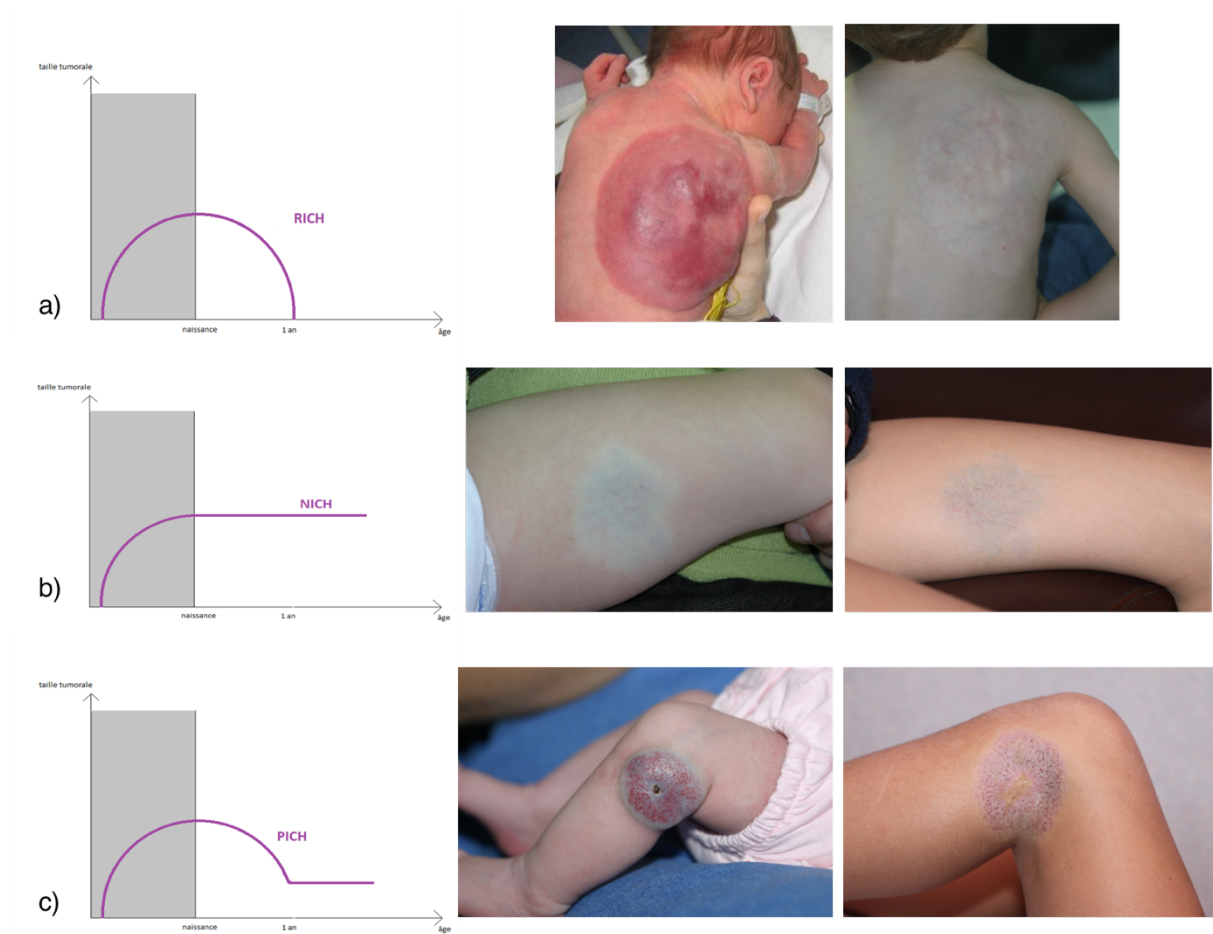 taille tumorale
RICH
a)
naissance
1 an
âge
taille tumorale
NICH
b)
naissance
1 an
âge
taille tumorale
PICH
c)
naissance
1 an
âge